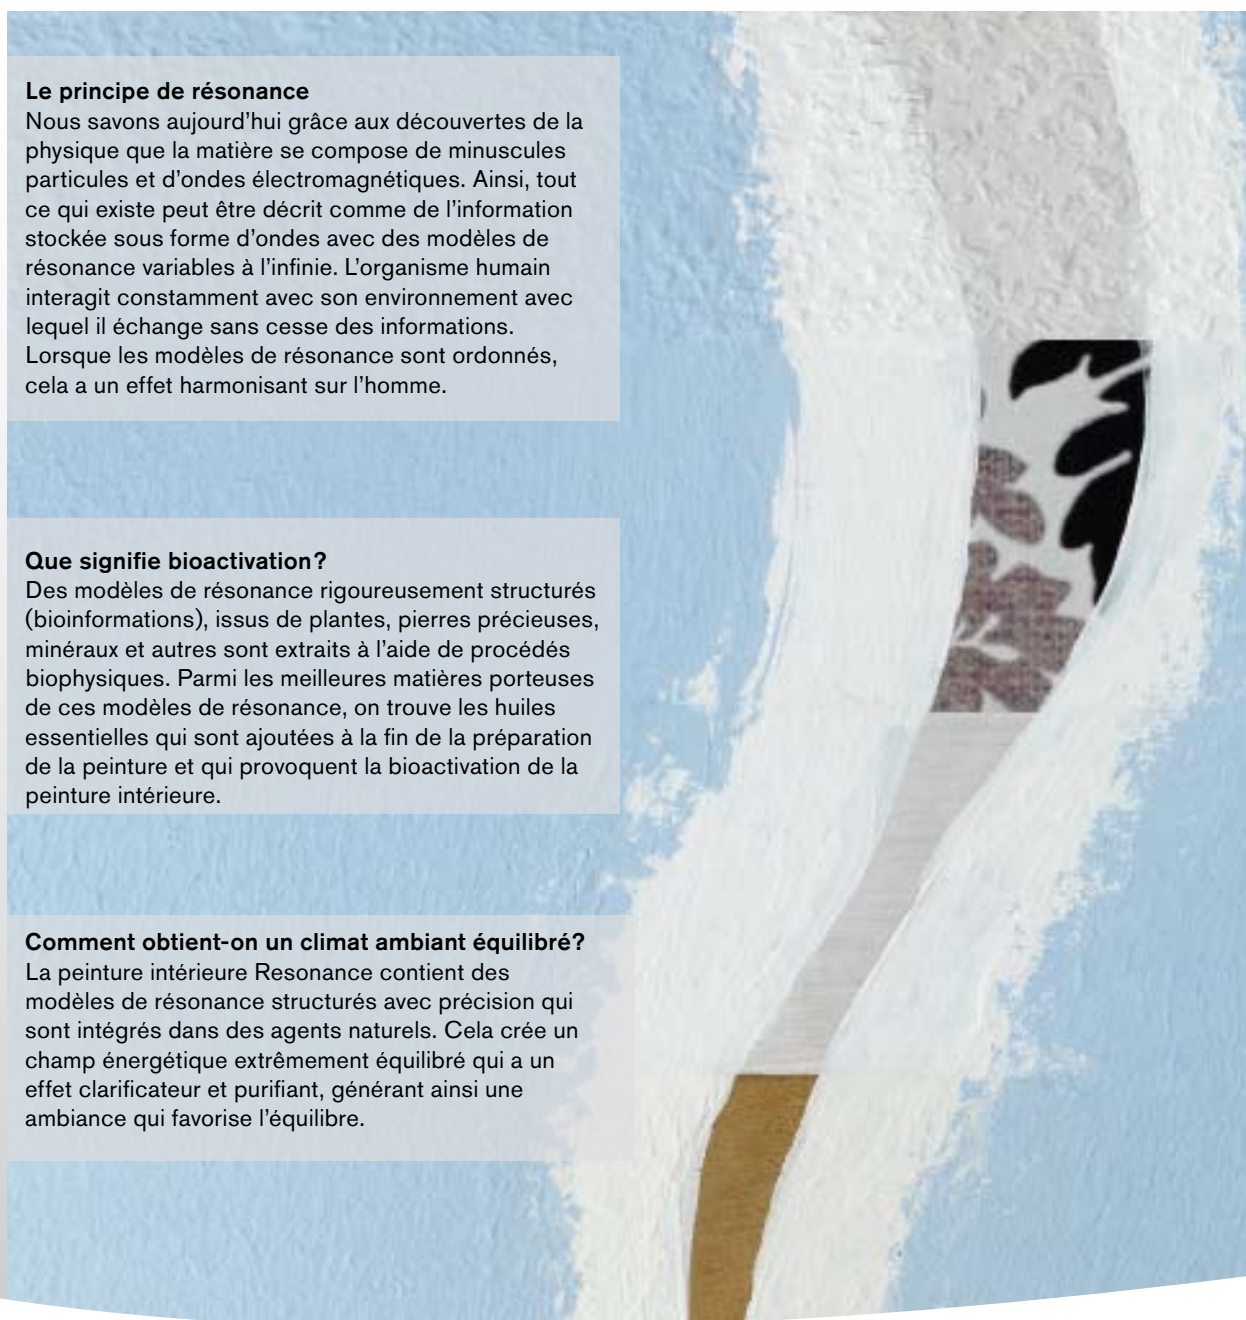 Le principe de résonance
Nous savons aujourd’hui grâce aux découvertes de la
physique que la matière se compose de minuscules
particules et d’ondes électromagnétiques. Ainsi, tout
ce qui existe peut être décrit comme de l’information
stockée sous forme d’ondes avec des modèles de
résonance variables à l’infinie. L’organisme humain
interagit constamment avec son environnement avec
lequel il échange sans cesse des informations.
Lorsque les modèles de résonance sont ordonnés,
cela a un effet harmonisant sur l’homme.
Que signifie bioactivation?
Des modèles de résonance rigoureusement structurés
(bioinformations), issus de plantes, pierres précieuses,
minéraux et autres sont extraits à l’aide de procédés
biophysiques. Parmi les meilleures matières porteuses
de ces modèles de résonance, on trouve les huiles
essentielles qui sont ajoutées à la fin de la préparation
de la peinture et qui provoquent la bioactivation de la
peinture intérieure.
Comment obtient-on un climat ambiant équilibré?
La peinture intérieure Resonance contient des
modèles de résonance structurés avec précision qui
sont intégrés dans des agents naturels. Cela crée un
champ énergétique extrêmement équilibré qui a un
effet clarificateur et purifiant, générant ainsi une
ambiance qui favorise l’équilibre.